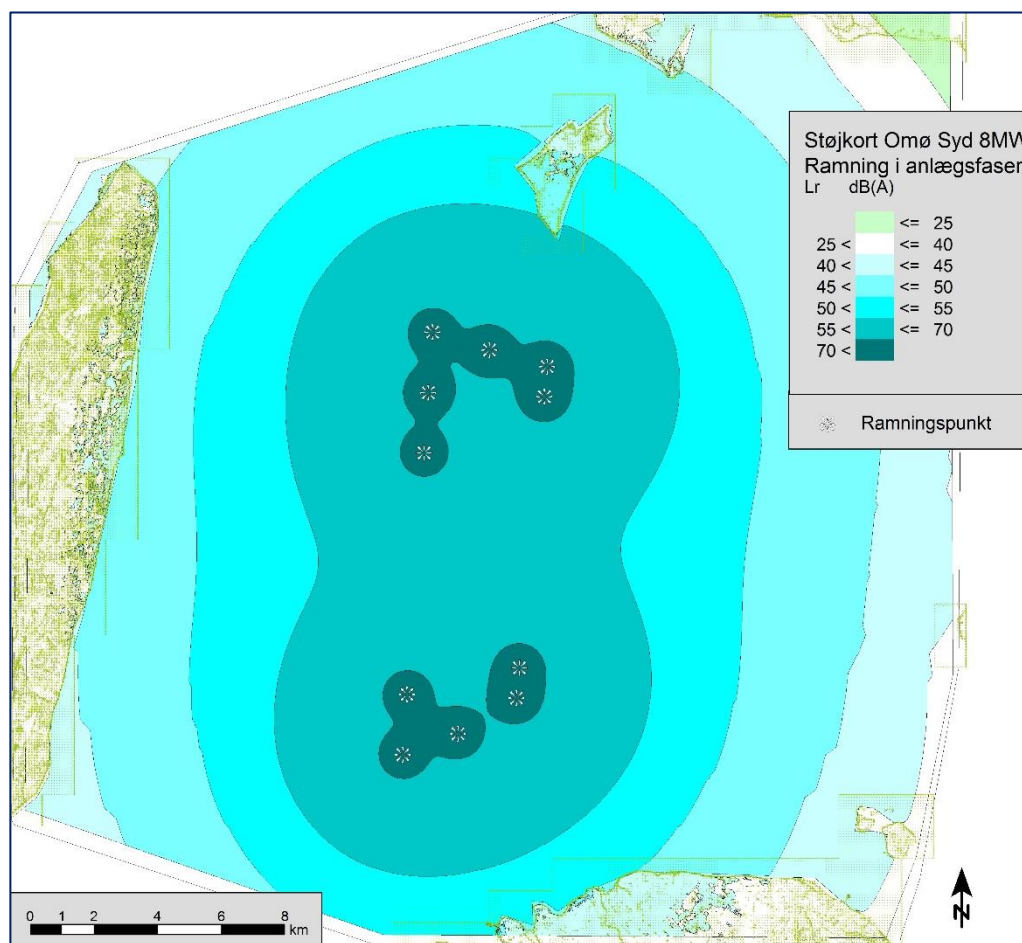 Støjkort Omø Syd 8MW
Ramning i anlægsfasen
Lr dB(A)
<= 25
25 < <= 40
40 < <= 45
45 < <= 50
50 < <= 55
55 < <= 70
70 <
Ramningspunkt
0 1 2 4 6 8
km
N